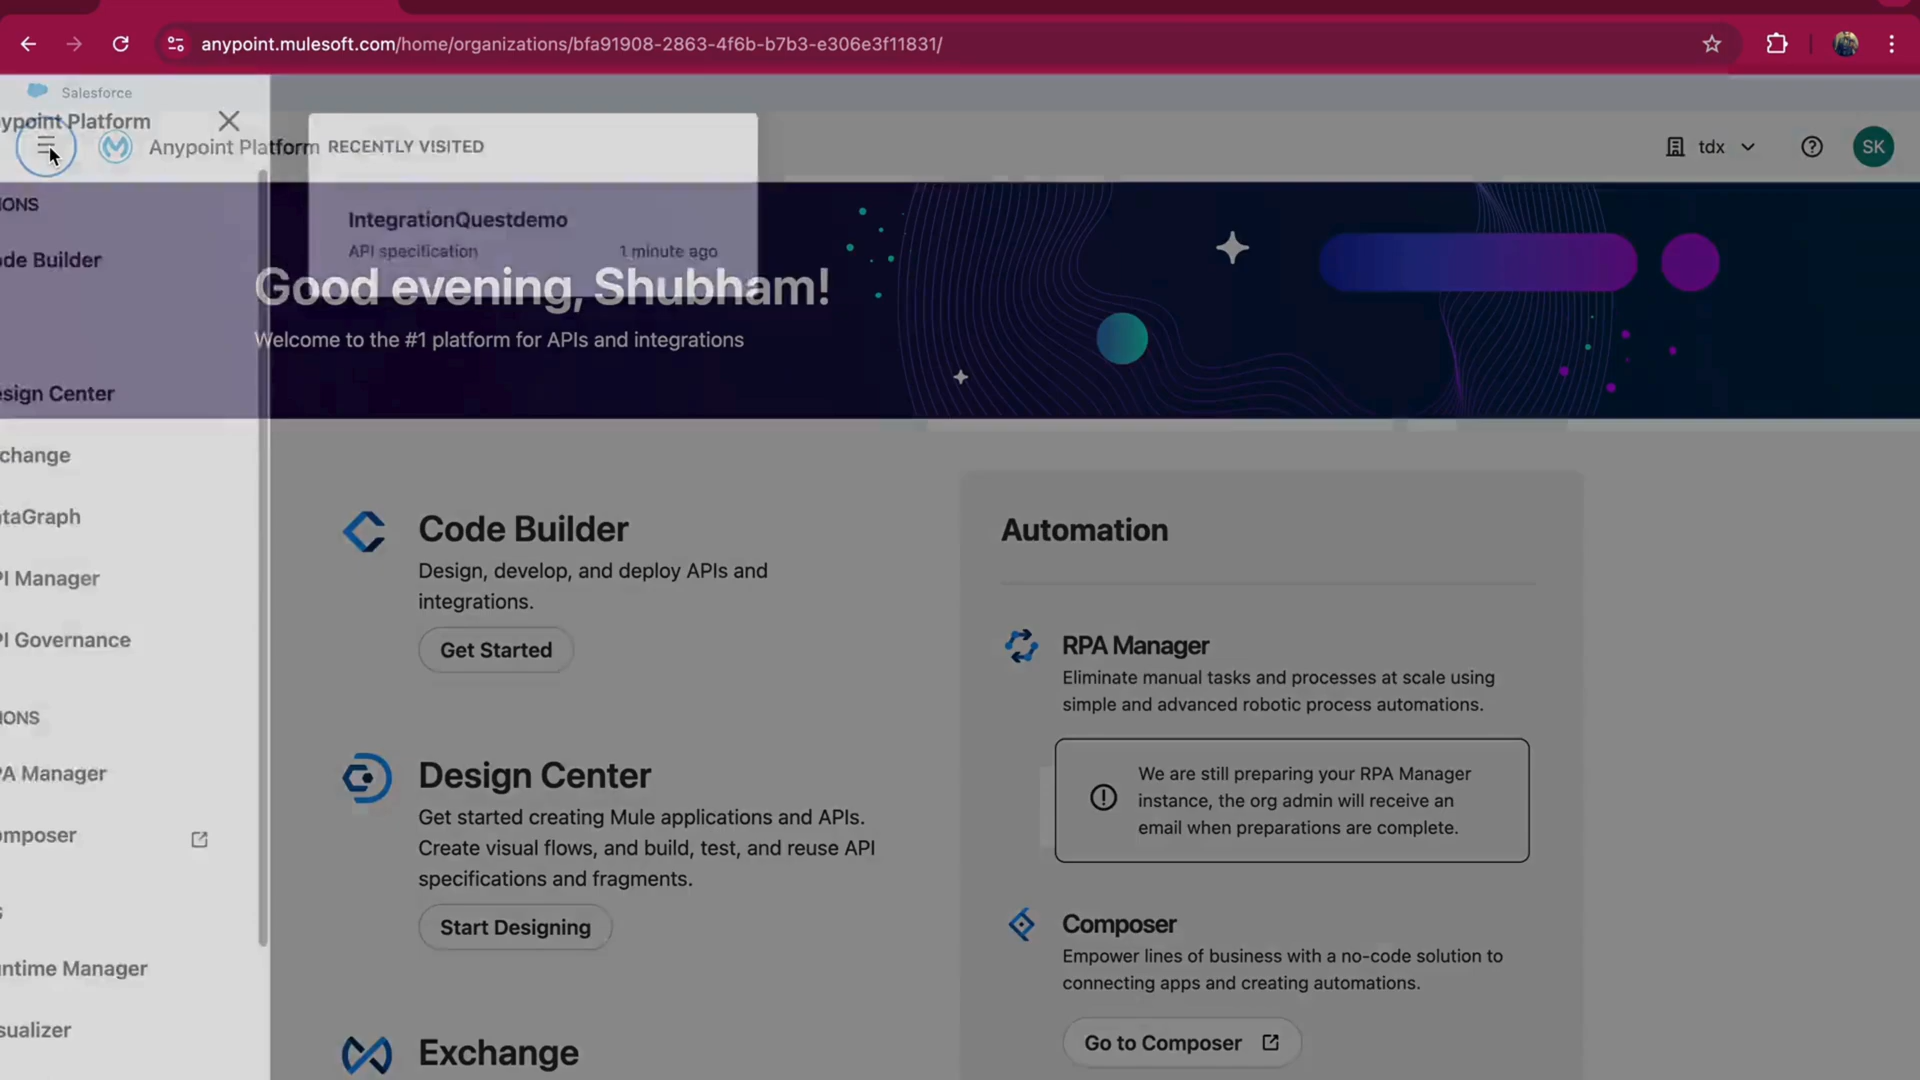 anypoint.mulesoft.com/home/organizations/bfa91908-2863-4f6b-b7b3-e306e3f11831/
Salesforce
ypoint Platform
Anypoint Platform
RECENTLY VISITED
tdx
SK
IONS
IntegrationQuestdemo
API specification
1 minute ago
de Builder
Good evening, Shubham!
Welcome to the #1 platform for APIs and integrations
sign Center
change
taGraph
PI Manager
PI Governance
IONS
PA Manager
omposer
ntime Manager
sualizer
Code Builder
Design, develop, and deploy APIs and
integrations.
Get Started
Design Center
Get started creating Mule applications and APIs.
Create visual flows, and build, test, and reuse API
specifications and fragments.
Start Designing
Exchange
Automation
RPA Manager
Eliminate manual tasks and processes at scale using
simple and advanced robotic process automations.
We are still preparing your RPA Manager
instance, the org admin will receive an
email when preparations are complete.
Composer
Empower lines of business with a no-code solution to
connecting apps and creating automations.
Go to Composer